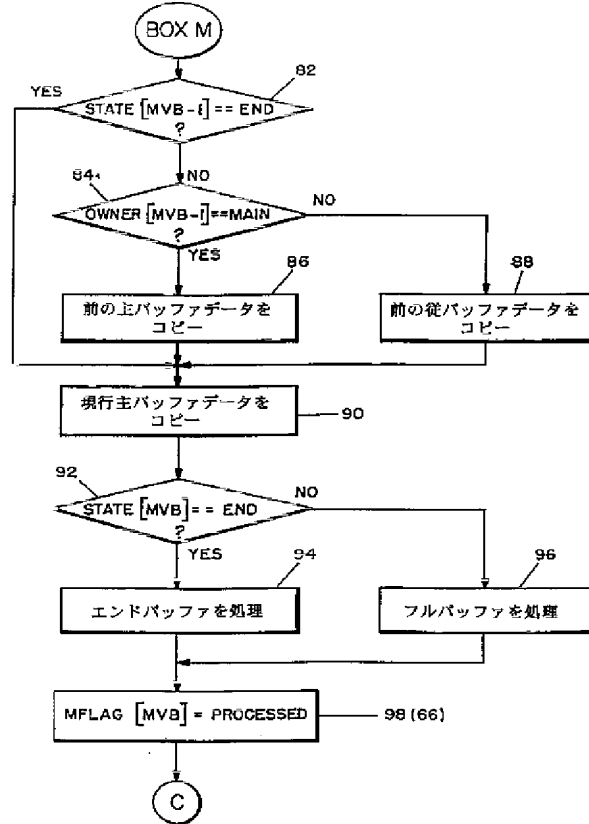 BOX M
82
YES
STATE [MVB-1] == END
?
NO
84
OWNER [MVB-1] == MAIN
?
NO
YES
86
88
前の主バッファデータを
コピー
前の従バッファデータを
コピー
現行主バッファデータを
コピー
90
92
STATE [MVB] == END
?
NO
YES
94
96
エンドバッファを処理
フルバッファを処理
MFLAG [MVB] = PROCESSED
98 (66)
C